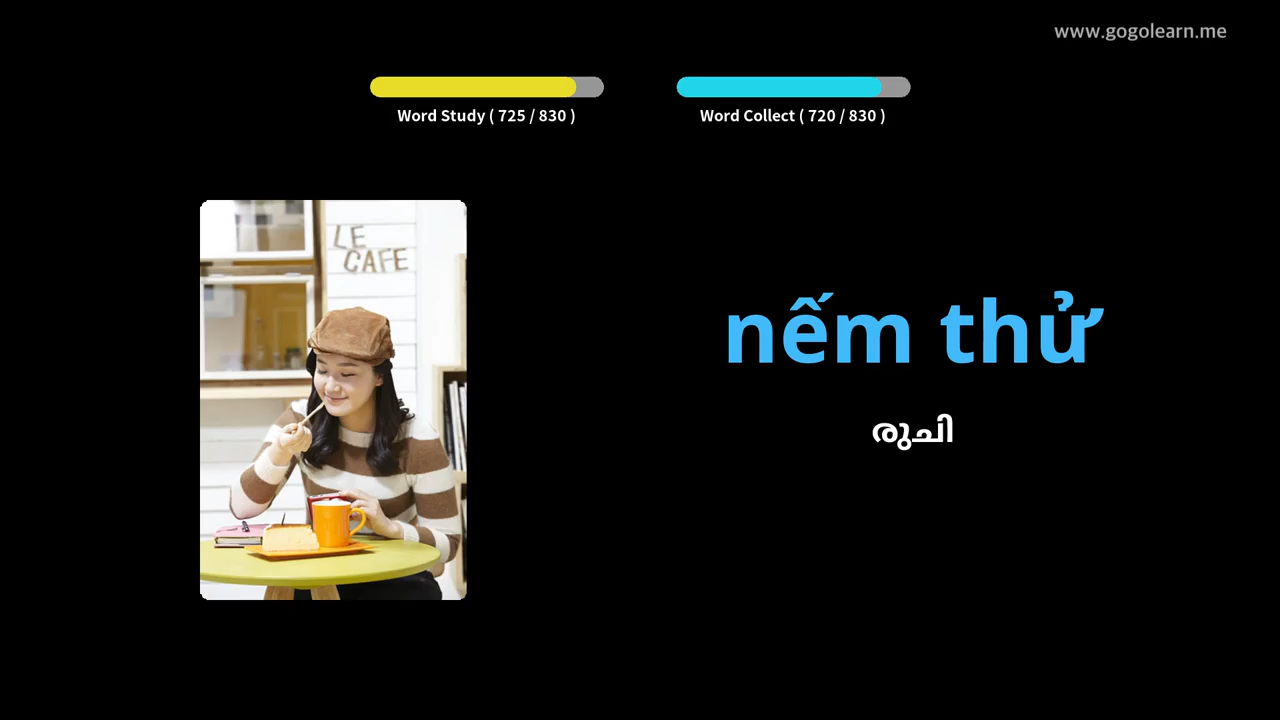 www.gogolearn.me
Word Study ( 725 / 830 )
Word Collect ( 720 / 830 )
LE
CAFE
nếm thử
രുചി